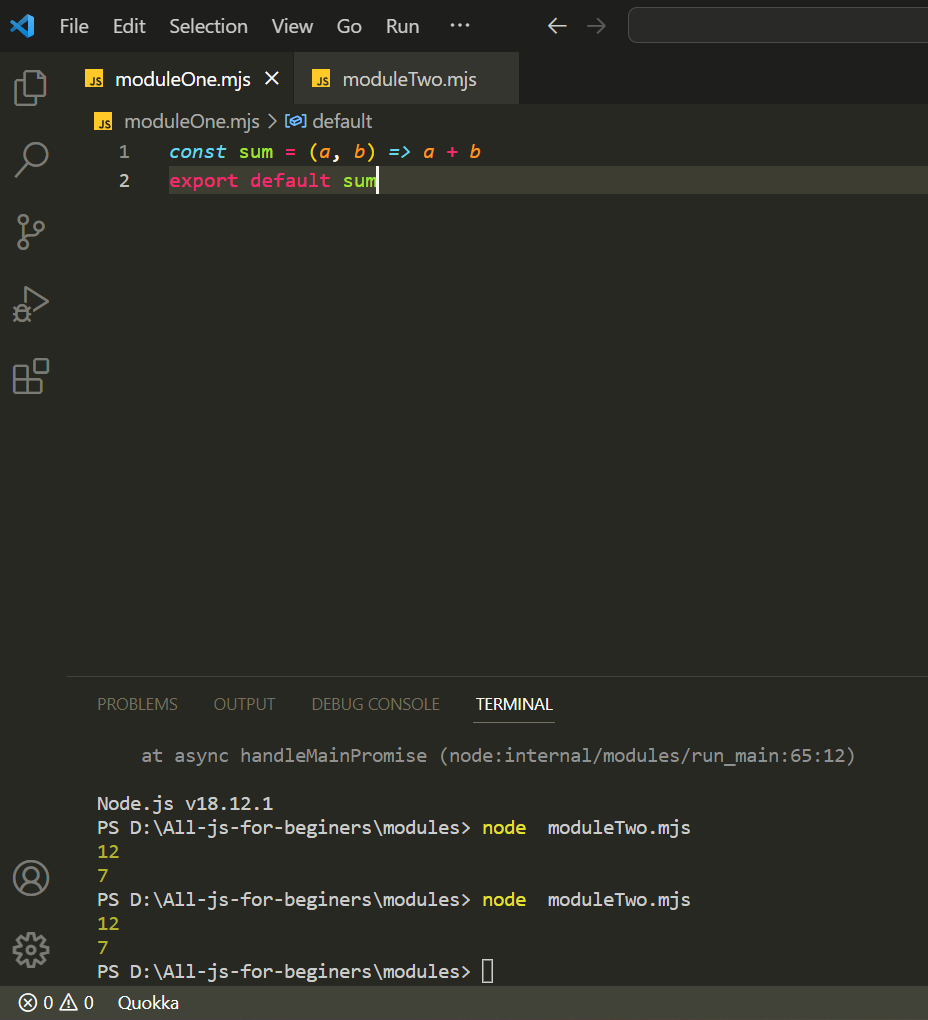 File Edit Selection View Go Run ···
JS moduleOne.mjs JS moduleTwo.mjs
JS moduleOne.mjs > default
1 const sum = (a, b) => a + b
2 export default sum
PROBLEMS OUTPUT DEBUG CONSOLE TERMINAL
at async handleMainPromise (node:internal/modules/run_main:65:12)
Node.js v18.12.1
PS D:\All-js-for-beginers\modules> node  moduleTwo.mjs
12
7
PS D:\All-js-for-beginers\modules> node  moduleTwo.mjs
12
7
PS D:\All-js-for-beginers\modules>
0 0 Quokka